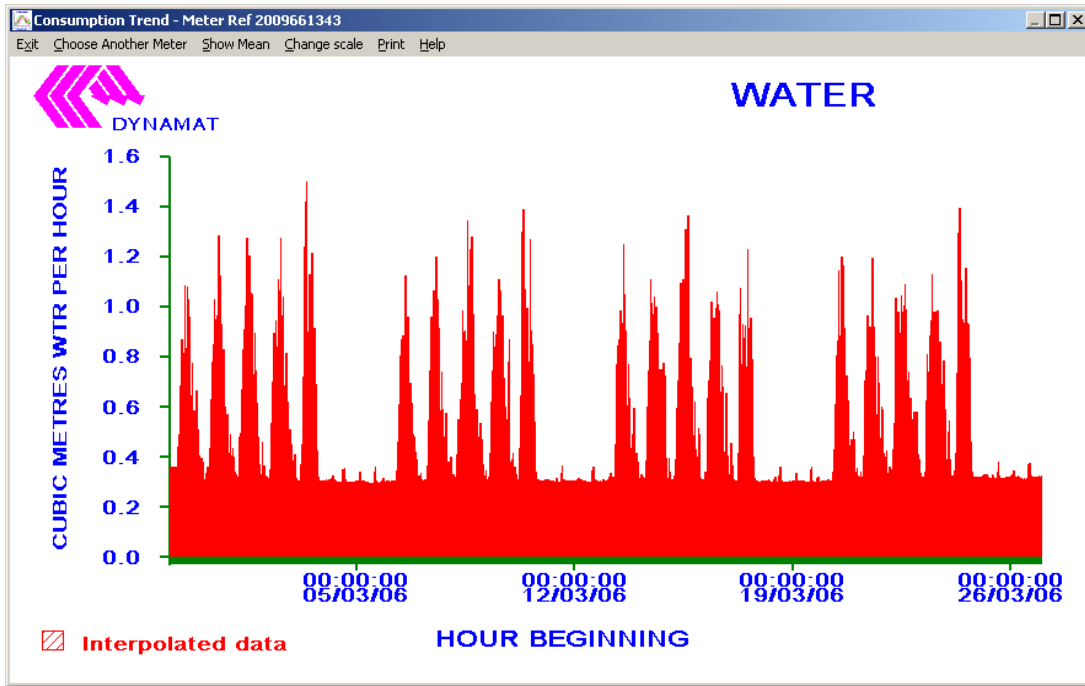 Consumption Trend - Meter Ref 2009661343
Exit Choose Another Meter Show Mean Change scale Print Help
DYNAMAT
WATER
CUBIC METRES WTR PER HOUR
1.6
1.4
1.2
1.0
0.8
0.6
0.4
0.2
0.0
00:00:00 00:00:00 00:00:00 00:00:00
05/03/06 12/03/06 19/03/06 26/03/06
HOUR BEGINNING
Interpolated data